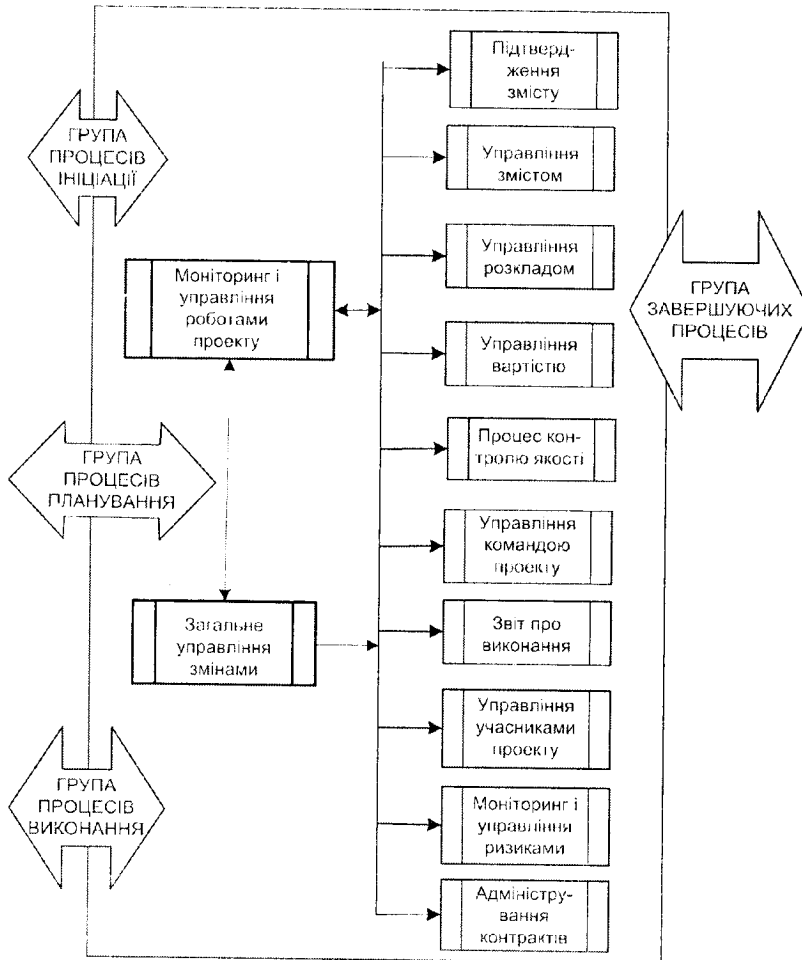 Підтверд-
ження
змісту
ГРУПА
ПРОЦЕСІВ
ІНІЦІАЦІЇ
Управління
змістом
Управління
розкладом
Моніторинг і
управління
роботами
проекту
ГРУПА
ЗАВЕРШУЮЧИХ
ПРОЦЕСІВ
Управління
вартістю
Процес кон-
тролю якості
ГРУПА
ПРОЦЕСІВ
ПЛАНУВАННЯ
Управління
командою
проекту
Загальне
управління
змінами
Звіт про
виконання
Управління
учасниками
проекту
ГРУПА
ПРОЦЕСІВ
ВИКОНАННЯ
Моніторинг і
управління
ризиками
Адміністру-
вання
контрактів